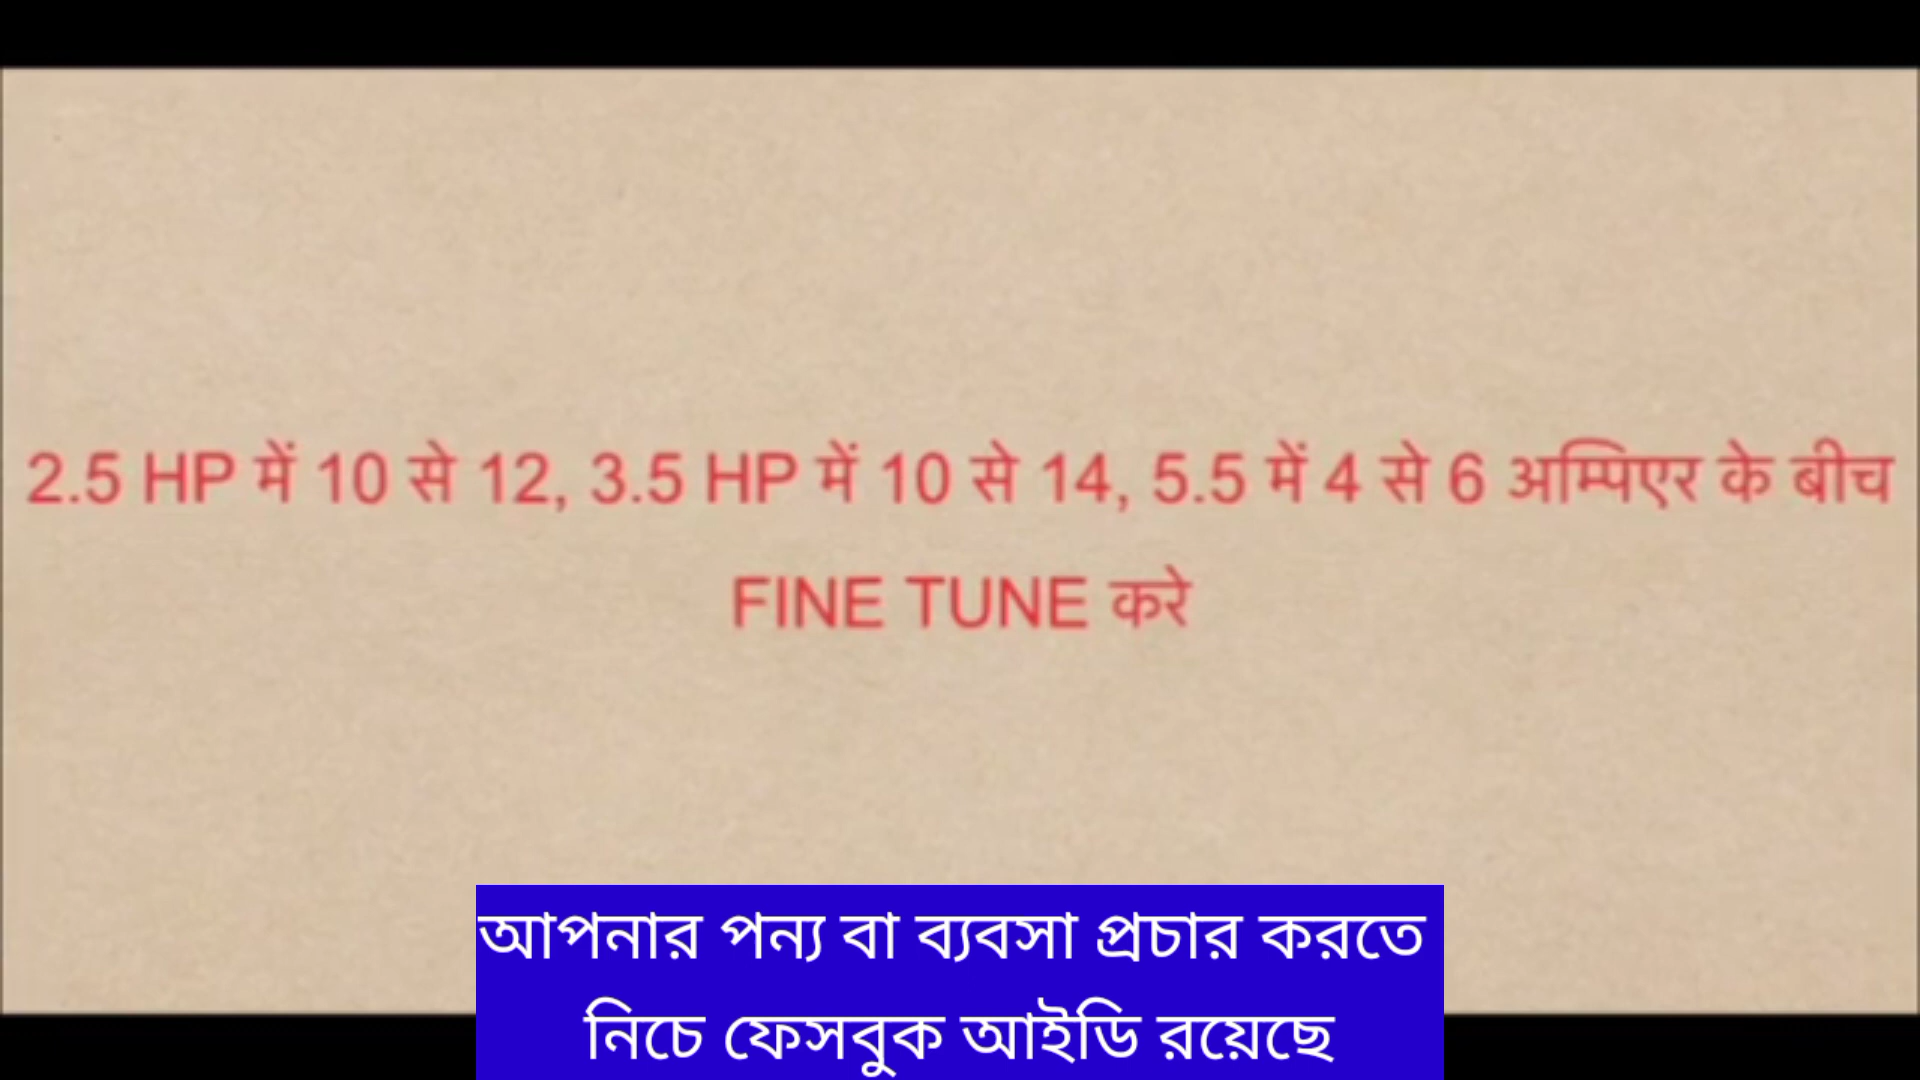 2.5 HP में 10 से 12, 3.5 HP में 10 से 14, 5.5 में 4 से 6 अम्पिएर के बीच
FINE TUNE करे
আপনার পন্য বা ব্যবসা প্রচার করতে
নিচে ফেসবুক আইডি রয়েছে